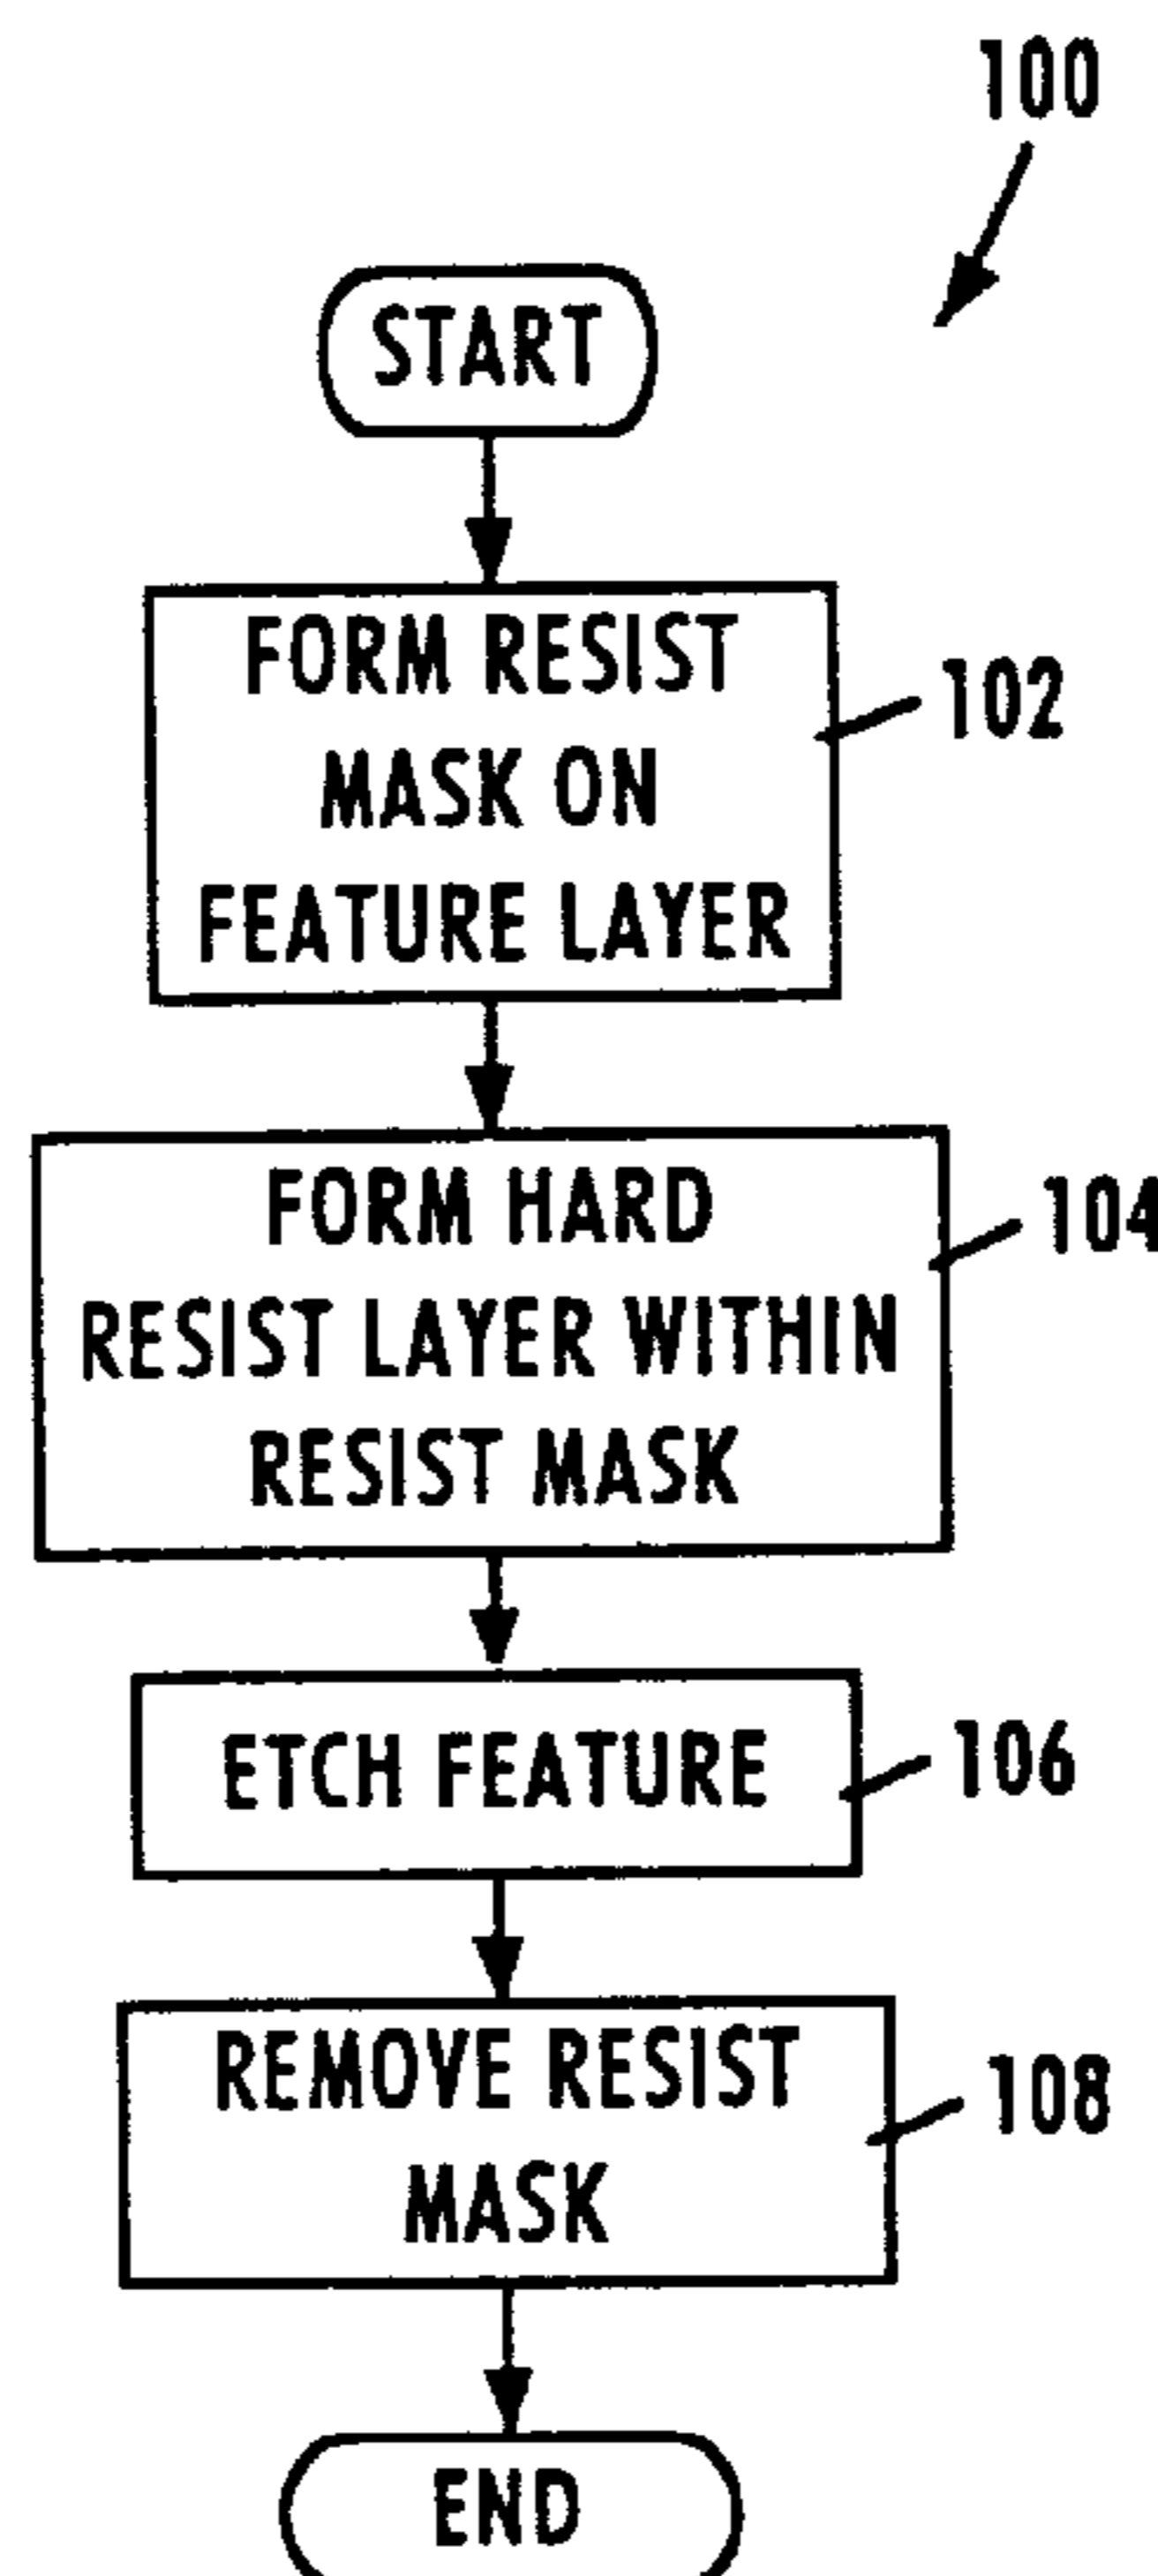 100
START
FORM RESIST
MASK ON
FEATURE LAYER
102
FORM HARD
RESIST LAYER WITHIN
RESIST MASK
104
ETCH FEATURE
106
REMOVE RESIST
MASK
108
END